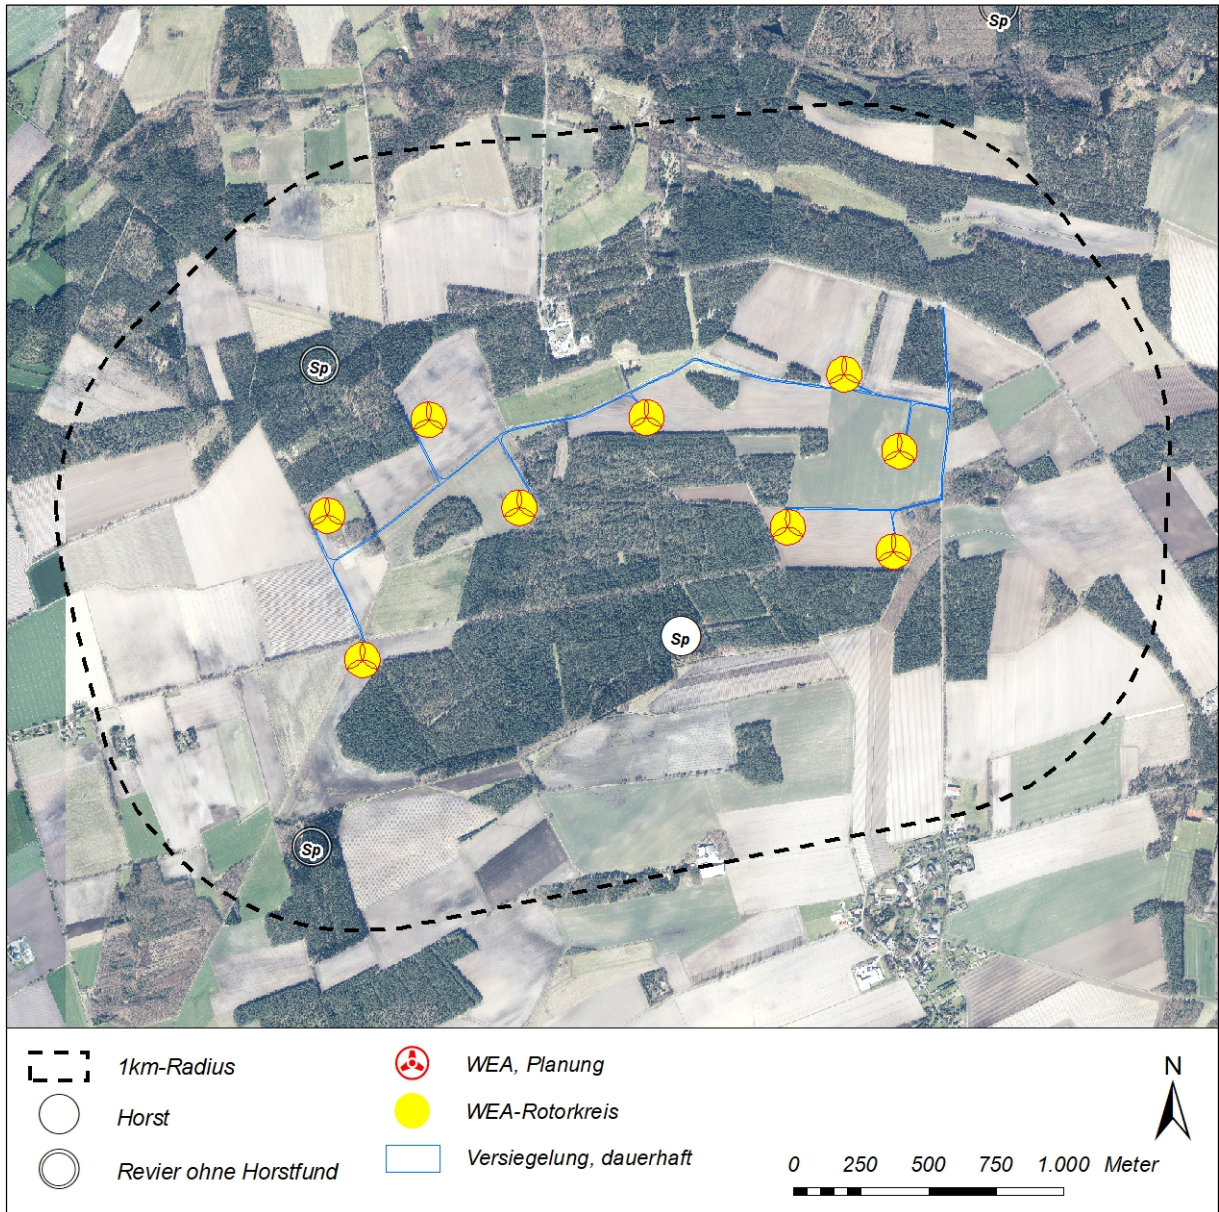 Sp
Sp
Sp
Sp
1km-Radius
Horst
Revier ohne Horstfund
WEA, Planung
WEA-Rotorkreis
Versiegelung, dauerhaft
N
0 250 500 750 1.000 Meter